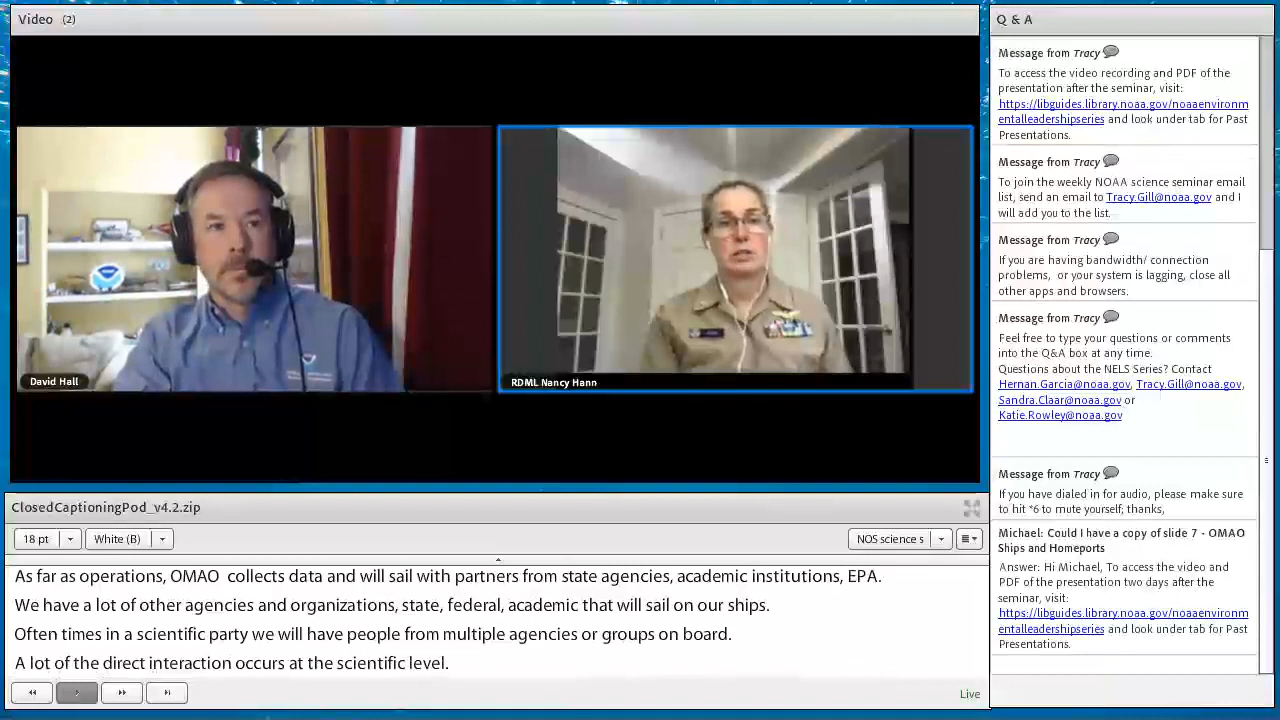 Video (2)
David Hall
RDML Nancy Hann
ClosedCaptioningPod_v4.2.zip
18 pt
White (B)
NOS science s
As far as operations, OMAO collects data and will sail with partners from state agencies, academic institutions, EPA.
We have a lot of other agencies and organizations, state, federal, academic that will sail on our ships.
Often times in a scientific party we will have people from multiple agencies or groups on board.
A lot of the direct interaction occurs at the scientific level.
Live
Q & A
Message from Tracy
To access the video recording and PDF of the
presentation after the seminar, visit:
https://libguides.library.noaa.gov/noaaenvironm
entalleadershipseries and look under tab for Past
Presentations.
Message from Tracy
To join the weekly NOAA science seminar email
list, send an email to Tracy.Gill@noaa.gov and I
will add you to the list.
Message from Tracy
If you are having bandwidth/ connection
problems, or your system is lagging, close all
other apps and browsers.
Message from Tracy
Feel free to type your questions or comments
into the Q&A box at any time.
Questions about the NELS Series? Contact
Hernan.Garcia@noaa.gov, Tracy.Gill@noaa.gov,
Sandra.Claar@noaa.gov or
Katie.Rowley@noaa.gov
Message from Tracy
If you have dialed in for audio, please make sure
to hit *6 to mute yourself; thanks,
Michael: Could I have a copy of slide 7 - OMAO
Ships and Homeports
Answer: Hi Michael, To access the video and
PDF of the presentation two days after the
seminar, visit:
https://libguides.library.noaa.gov/noaaenvironm
entalleadershipseries and look under tab for Past
Presentations.